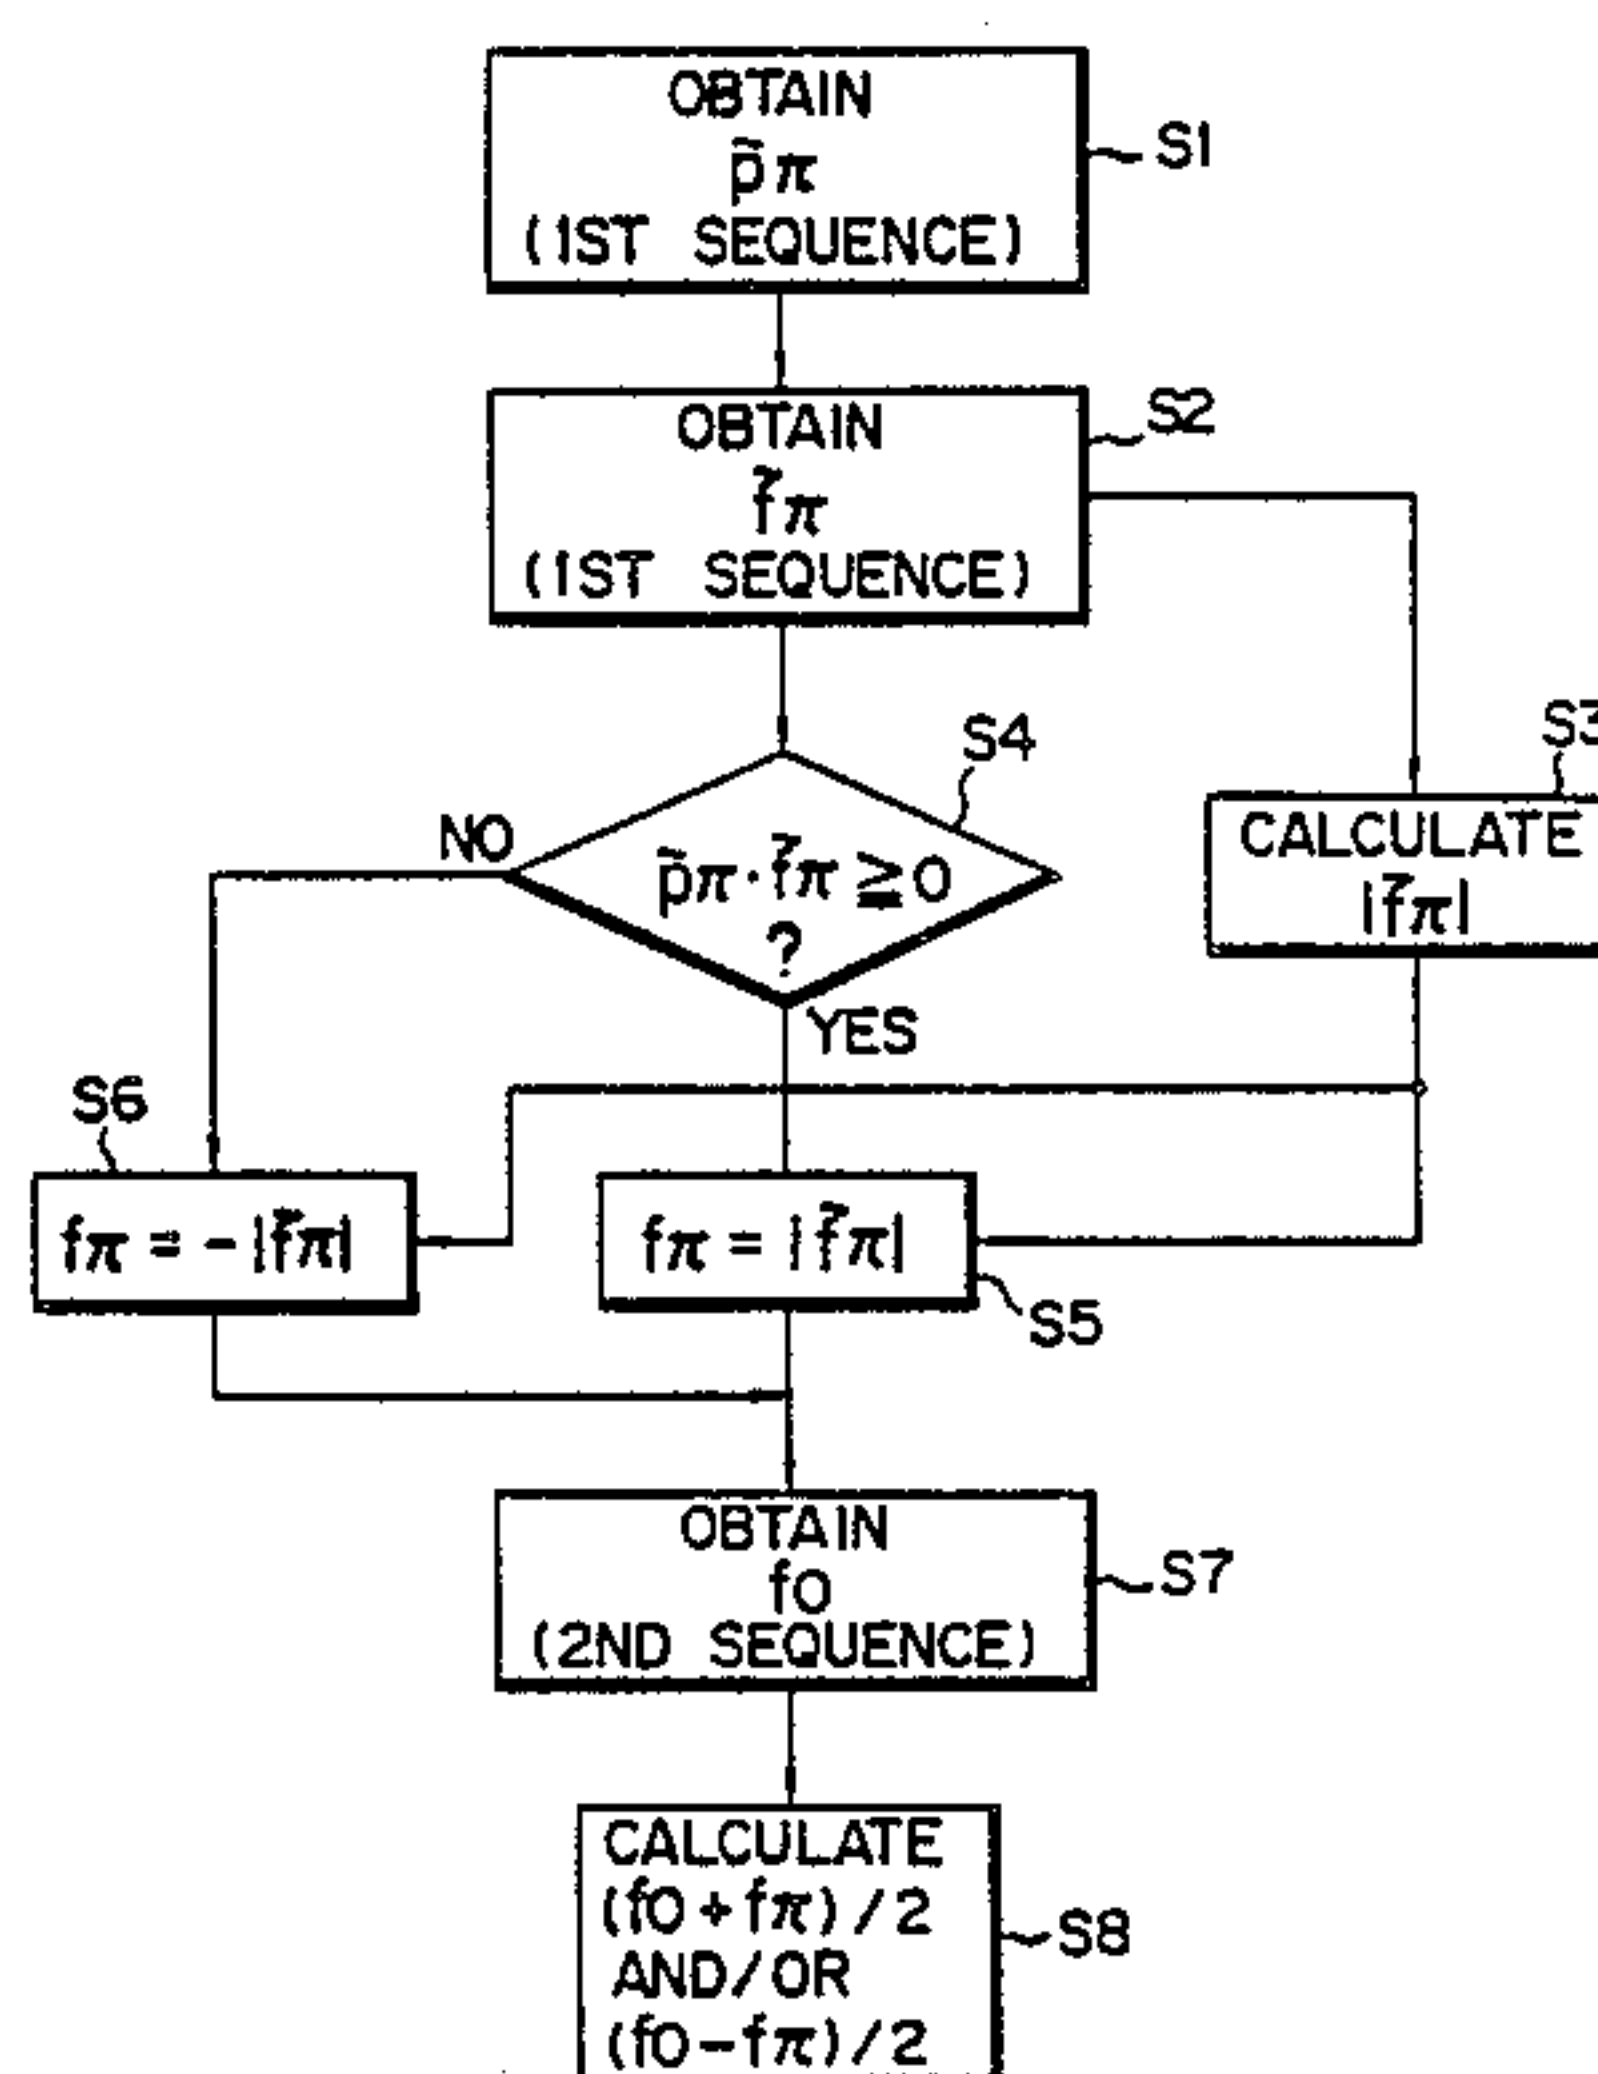 OBTAIN
p̃π
(1ST SEQUENCE)
S1
OBTAIN
f̃π
(1ST SEQUENCE)
S2
S4
S3
NO
p̃π·f̃π≧0
?
YES
CALCULATE
|f̃π|
S6
fπ = -|f̃π|
fπ = |f̃π|
S5
OBTAIN
f0
(2ND SEQUENCE)
S7
CALCULATE
(f0+fπ)/2
AND/OR
(f0-fπ)/2
S8